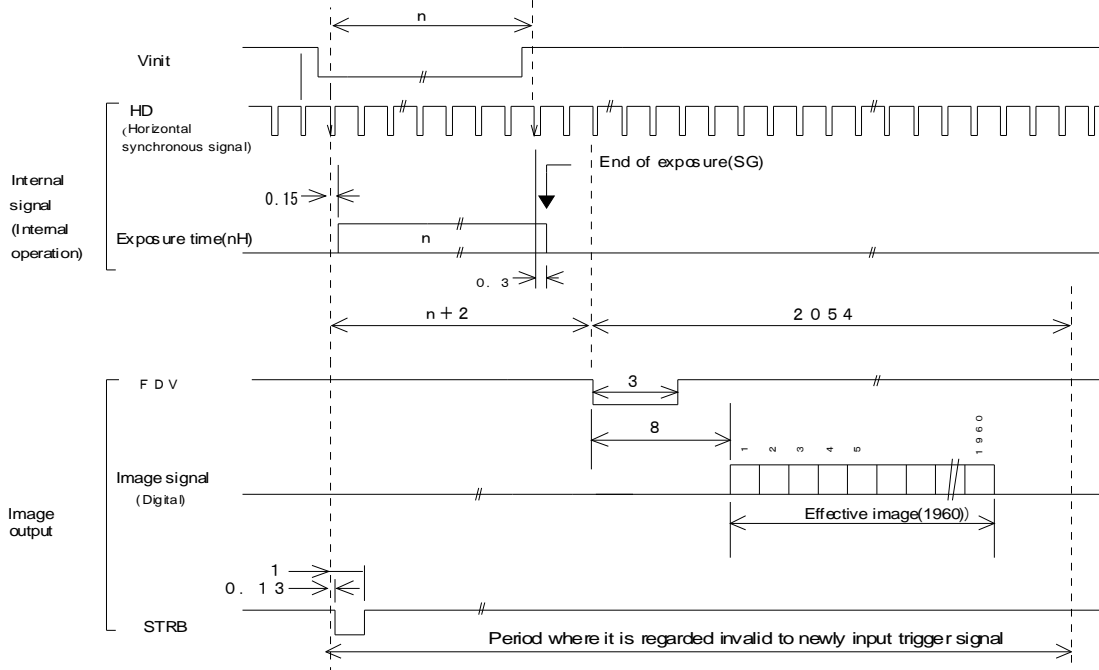 n
Vinit
HD
(Horizontal
synchronous signal)
End of exposure(SG)
Internal
signal
(Internal
operation)
0.15
Exposure time(nH)
n
0.3
n+2
2054
FDV
3
8
1
2
3
4
5
1960
Image signal
(Digital)
Effective image(1960)
Image
output
1
0.13
STRB
Period where it is regarded invalid to newly input trigger signal